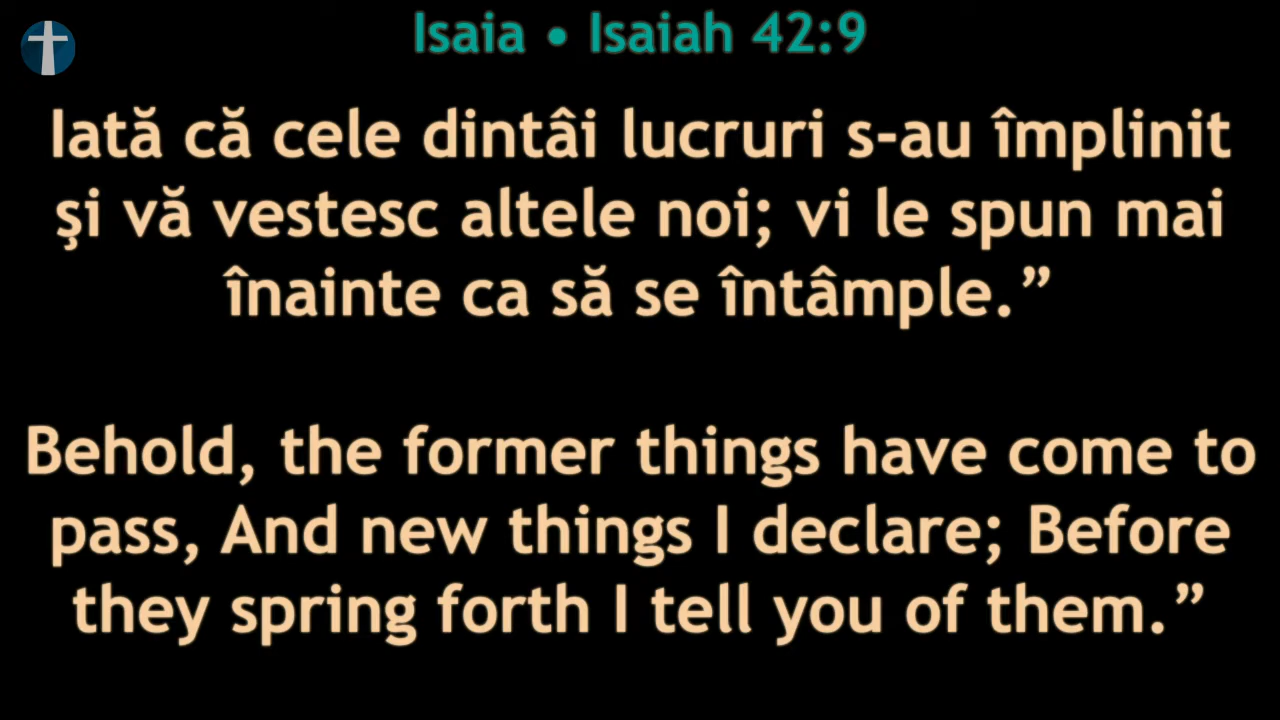 Isaia • Isaiah 42:9
Iată că cele dintâi lucruri s-au împlinit
şi vă vestesc altele noi; vi le spun mai
înainte ca să se întâmple.”
Behold, the former things have come to
pass, And new things I declare; Before
they spring forth I tell you of them.”